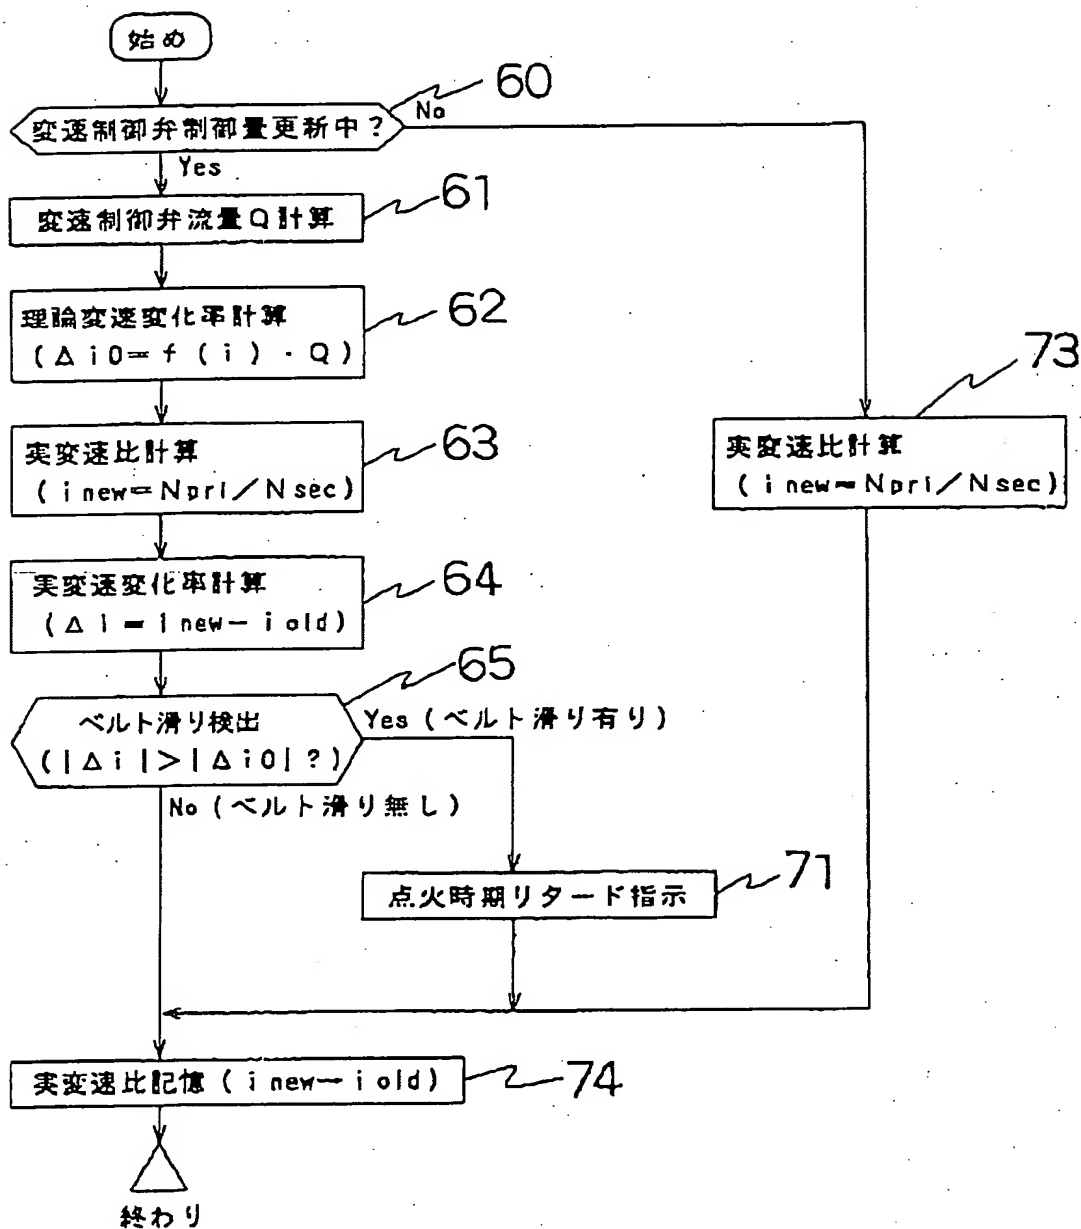 始め
60
変速制御弁制御量更新中？
No
Yes
61
変速制御弁流量Q計算
62
理論変速変化率計算
(Δi0=f(i)・Q)
63
実変速比計算
(inew=Npri/Nsec)
73
実変速比計算
(inew=Npri/Nsec)
64
実変速変化率計算
(Δi=inew-iold)
65
ベルト滑り検出
(|Δi|>|Δi0|?)
Yes(ベルト滑り有り)
No(ベルト滑り無し)
71
点火時期リタード指示
74
実変速比記憶(inew→iold)
終わり